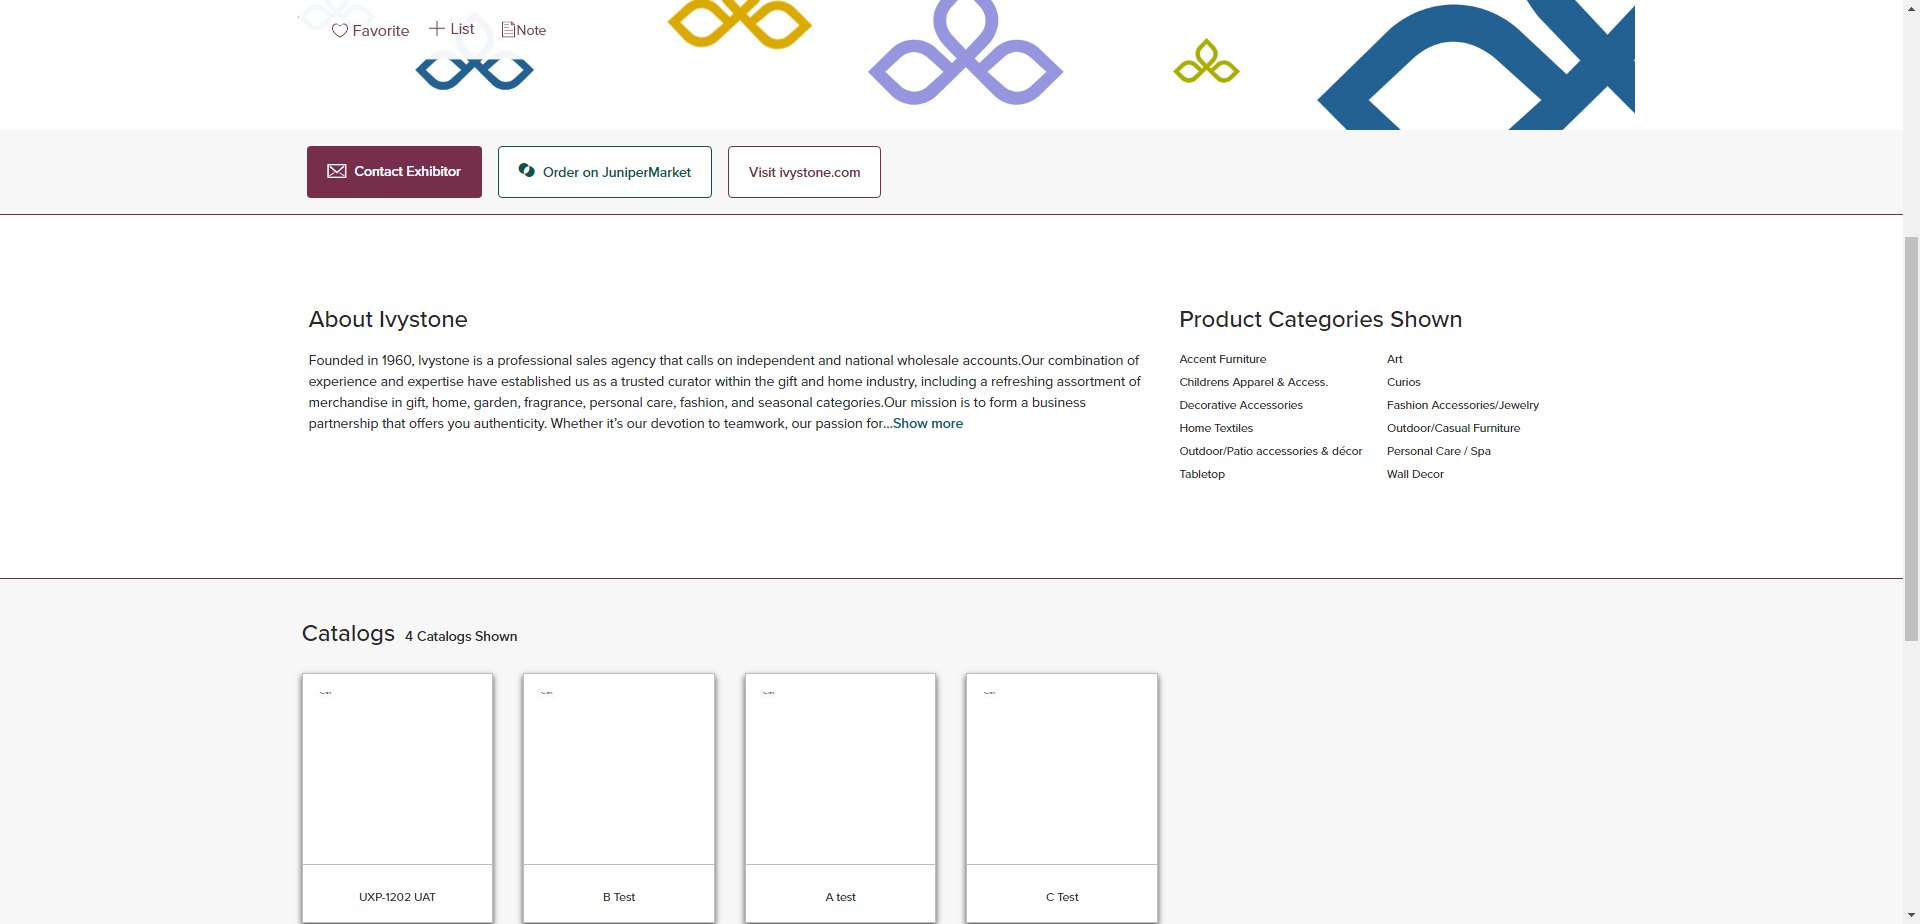 Favorite
List
Note
Contact Exhibitor
Order on JuniperMarket
Visit ivystone.com
About Ivystone
Founded in 1960, Ivystone is a professional sales agency that calls on independent and national wholesale accounts.Our combination of
experience and expertise have established us as a trusted curator within the gift and home industry, including a refreshing assortment of
merchandise in gift, home, garden, fragrance, personal care, fashion, and seasonal categories.Our mission is to form a business
partnership that offers you authenticity. Whether it’s our devotion to teamwork, our passion for...Show more
Product Categories Shown
Accent Furniture
Art
Childrens Apparel & Access.
Curios
Decorative Accessories
Fashion Accessories/Jewelry
Home Textiles
Outdoor/Casual Furniture
Outdoor/Patio accessories & décor
Personal Care / Spa
Tabletop
Wall Decor
Catalogs
4 Catalogs Shown
UXP-1202 UAT
B Test
A test
C Test